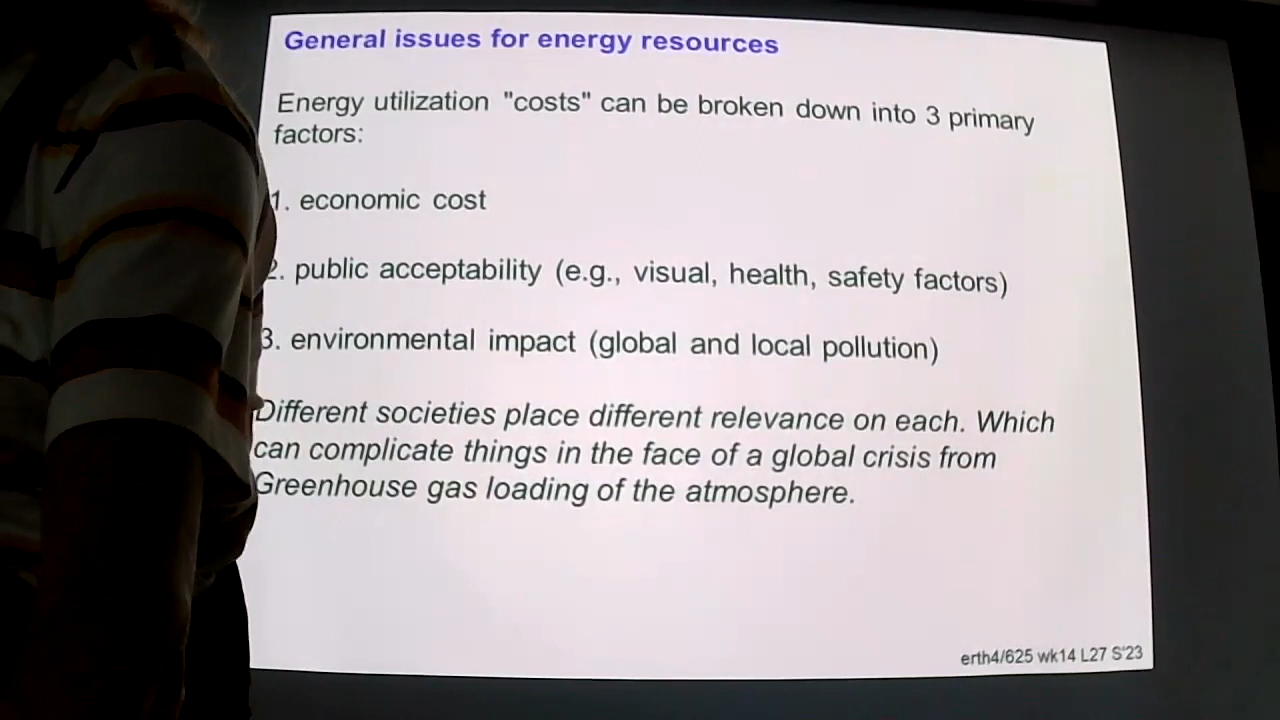 General issues for energy resources
Energy utilization "costs" can be broken down into 3 primary
factors:
1. economic cost
2. public acceptability (e.g., visual, health, safety factors)
3. environmental impact (global and local pollution)
Different societies place different relevance on each. Which
can complicate things in the face of a global crisis from
Greenhouse gas loading of the atmosphere.
erth4/625 wk14 L27 S'23